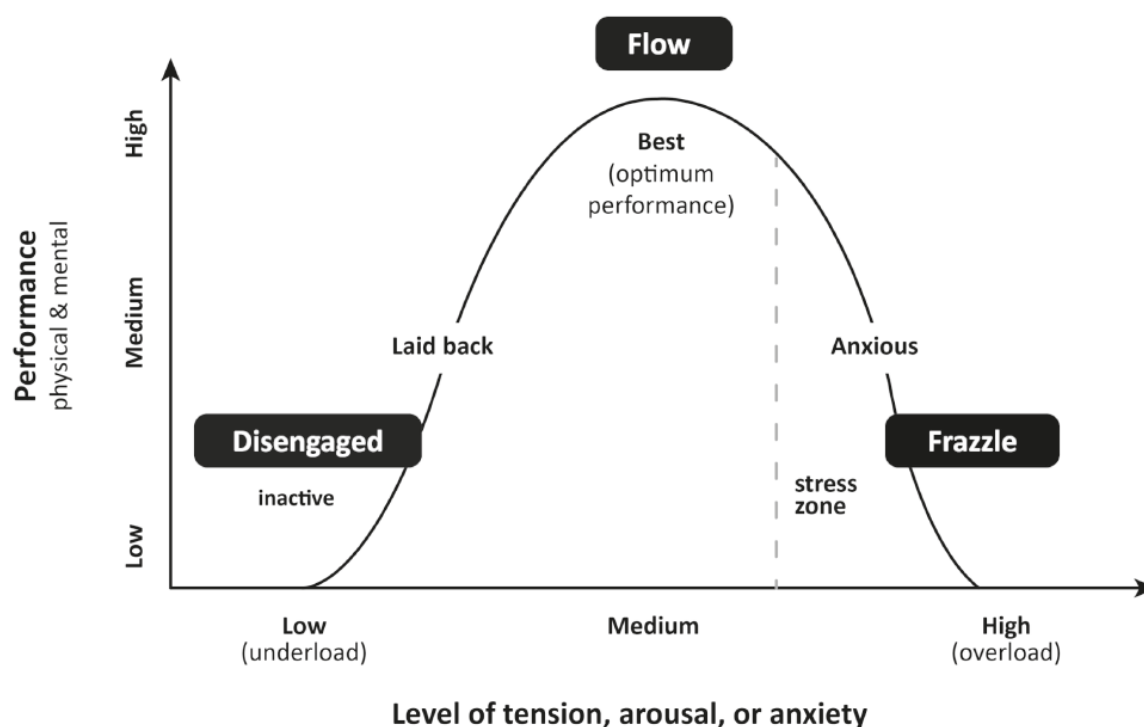 Flow
High
Best
(optimum
performance)
Performance
physical & mental
Medium
Laid back
Anxious
Disengaged
Frazzle
inactive
stress
zone
Low
Low
(underload)
Medium
High
(overload)
Level of tension, arousal, or anxiety